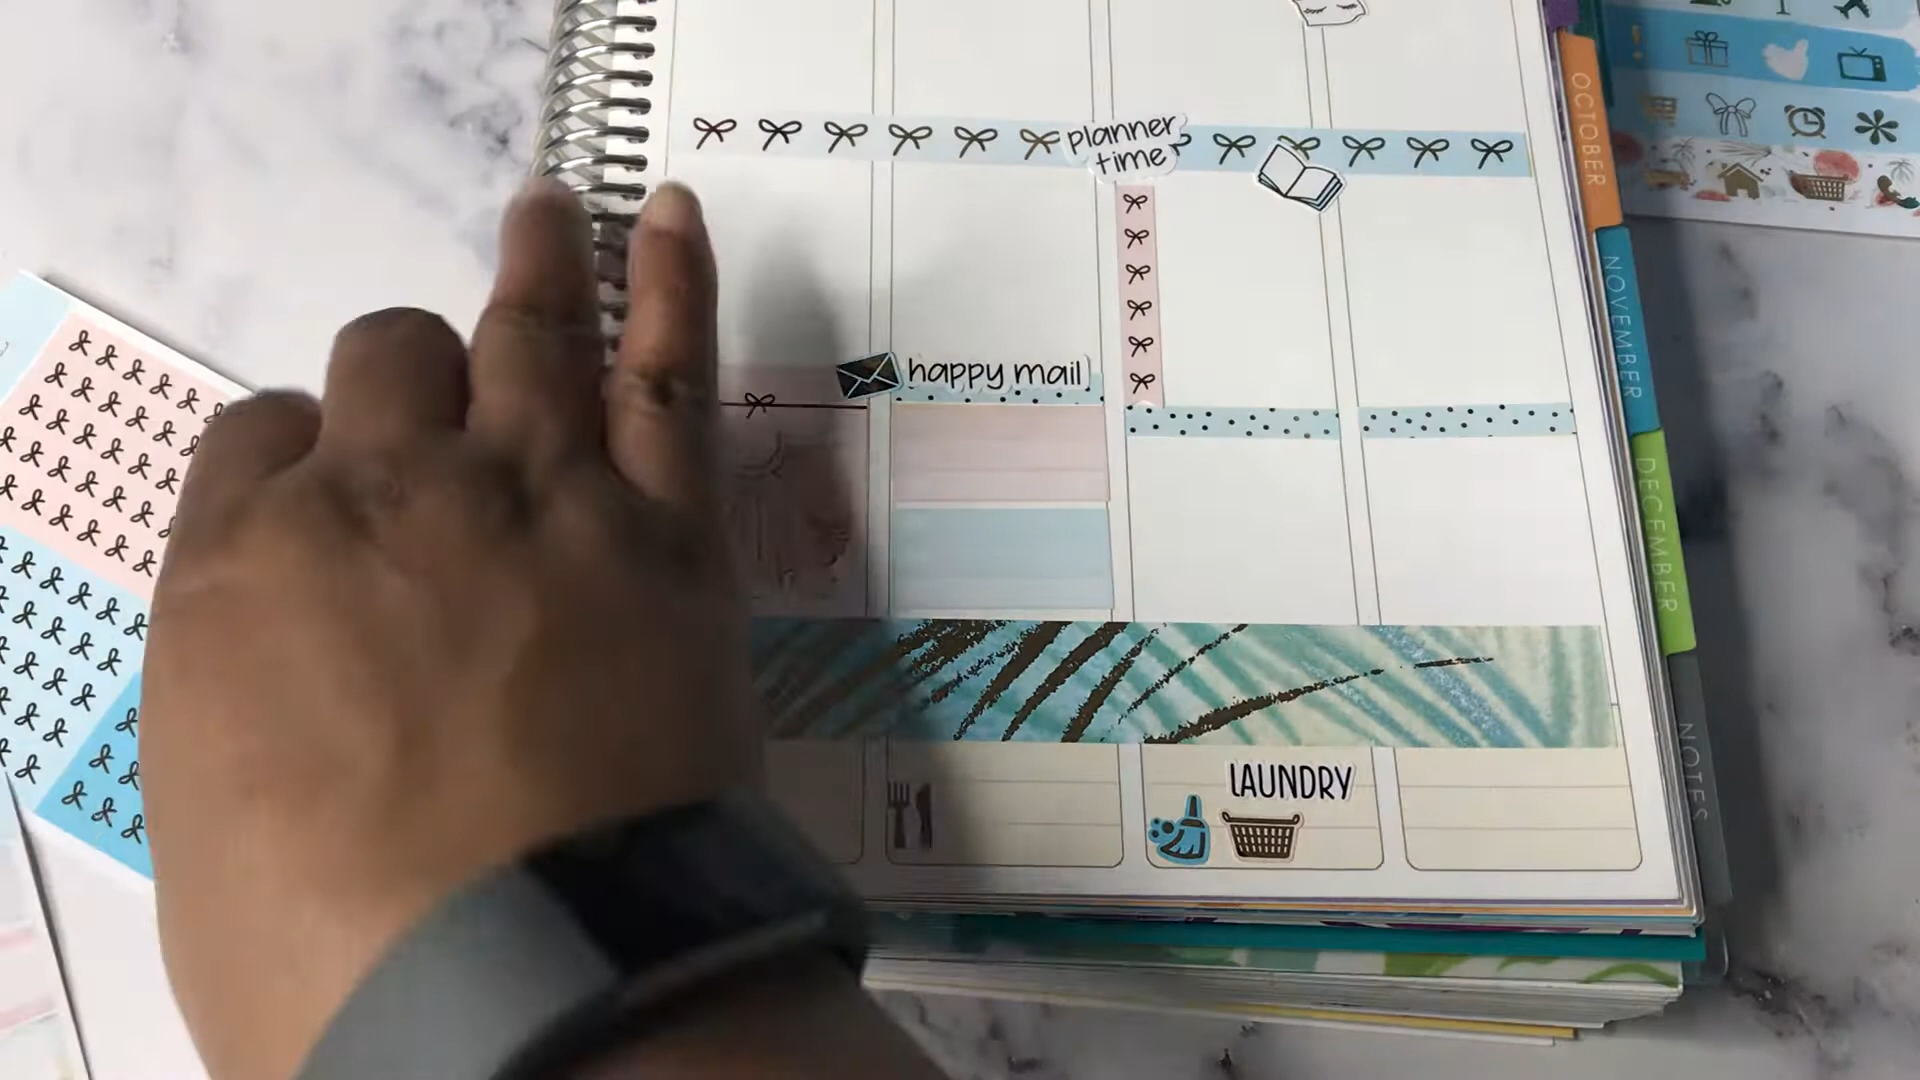 planner
time
happy mail
LAUNDRY
OCTOBER
NOVEMBER
DECEMBER
NOTES